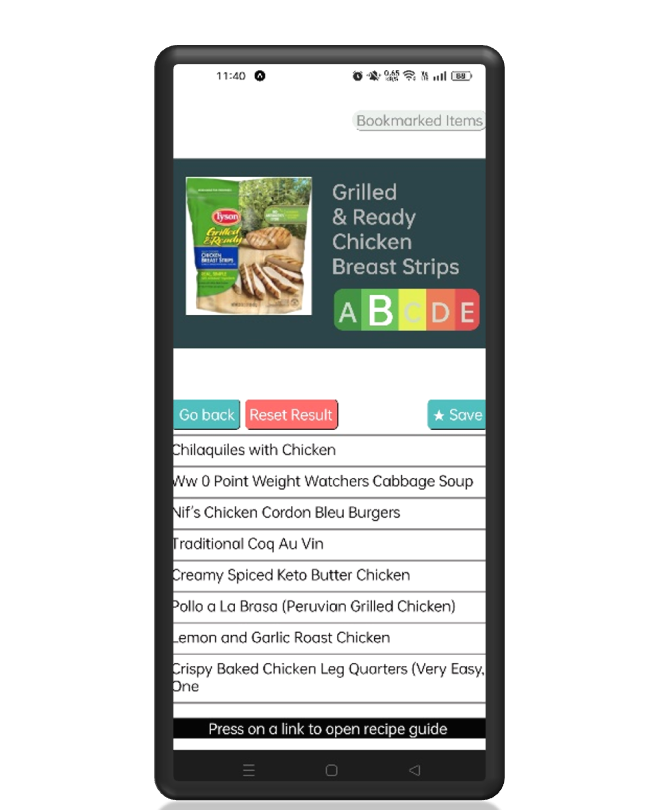 11:40
0.65
88
Bookmarked Items
Tyson
Grilled
& Ready
CHICKEN
BREAST STRIPS
Grilled
& Ready
Chicken
Breast Strips
A B C D E
Go back
Reset Result
★ Save
Chilaquiles with Chicken
Ww 0 Point Weight Watchers Cabbage Soup
Nif's Chicken Cordon Bleu Burgers
Traditional Coq Au Vin
Creamy Spiced Keto Butter Chicken
Pollo a La Brasa (Peruvian Grilled Chicken)
Lemon and Garlic Roast Chicken
Crispy Baked Chicken Leg Quarters (Very Easy,
One
Press on a link to open recipe guide